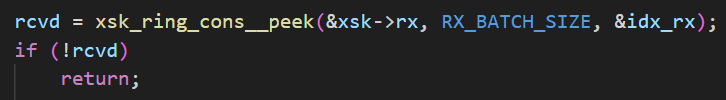 rcvd = xsk_ring_cons__peek(&xsk->rx, RX_BATCH_SIZE, &idx_rx);
if (!rcvd)
    return;